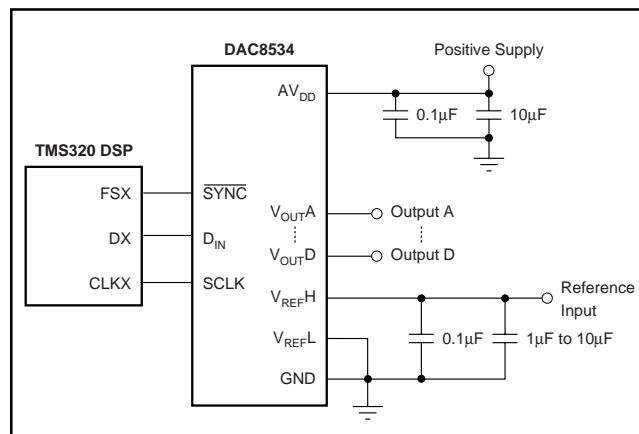 DAC8534
Positive Supply
AVDD
0.1µF
10µF
TMS320 DSP
FSX
SYNC
VOUTA
Output A
DX
DIN
VOUTD
Output D
CLKX
SCLK
VREFH
Reference
Input
VREFL
0.1µF
1µF to 10µF
GND